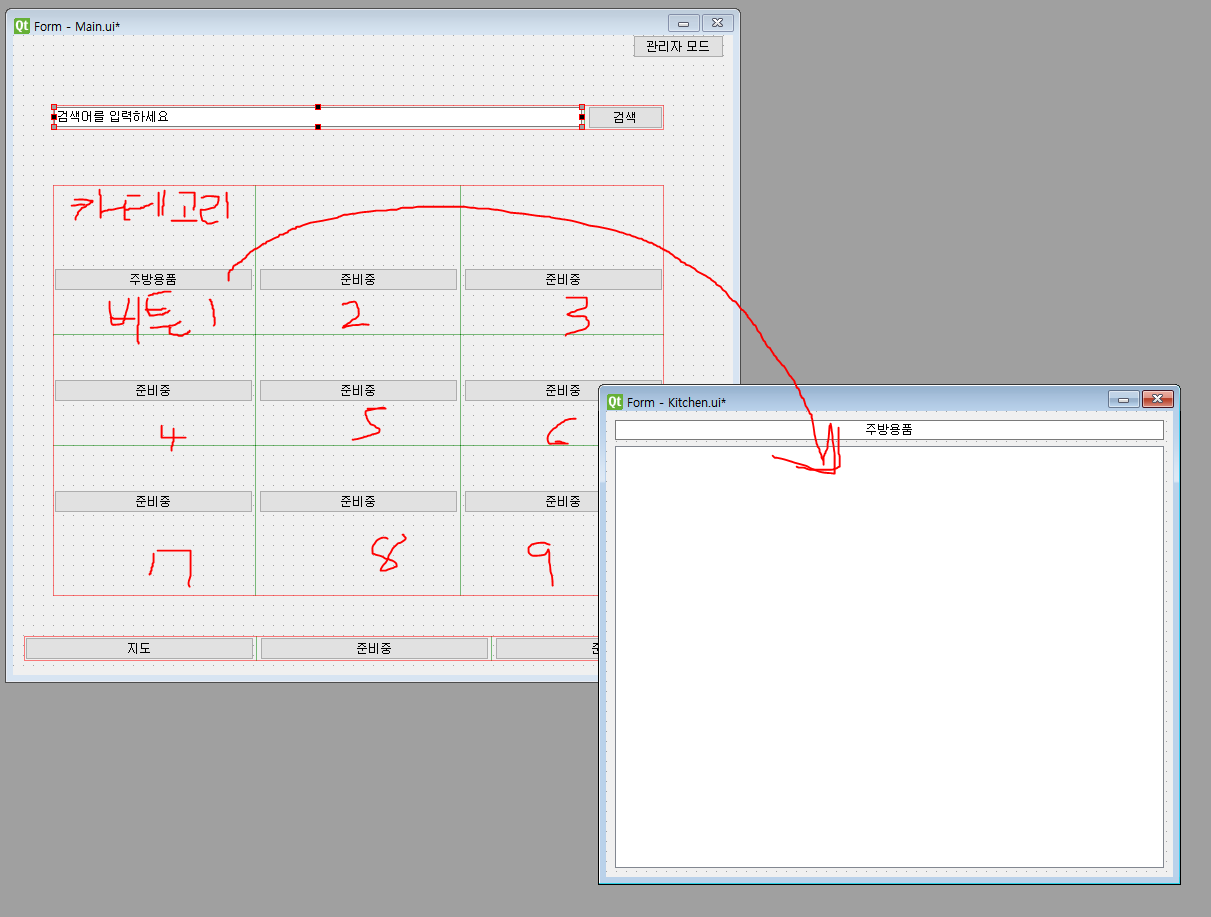 Form - Main.ui*
관리자 모드
검색어를 입력하세요
검색
카테고리
주방용품
준비중
준비중
버튼 1
2
3
준비중
준비중
준비중
4
5
6
준비중
준비중
준비중
7
8
9
지도
준비중
준
Form - Kitchen.ui*
주방용품